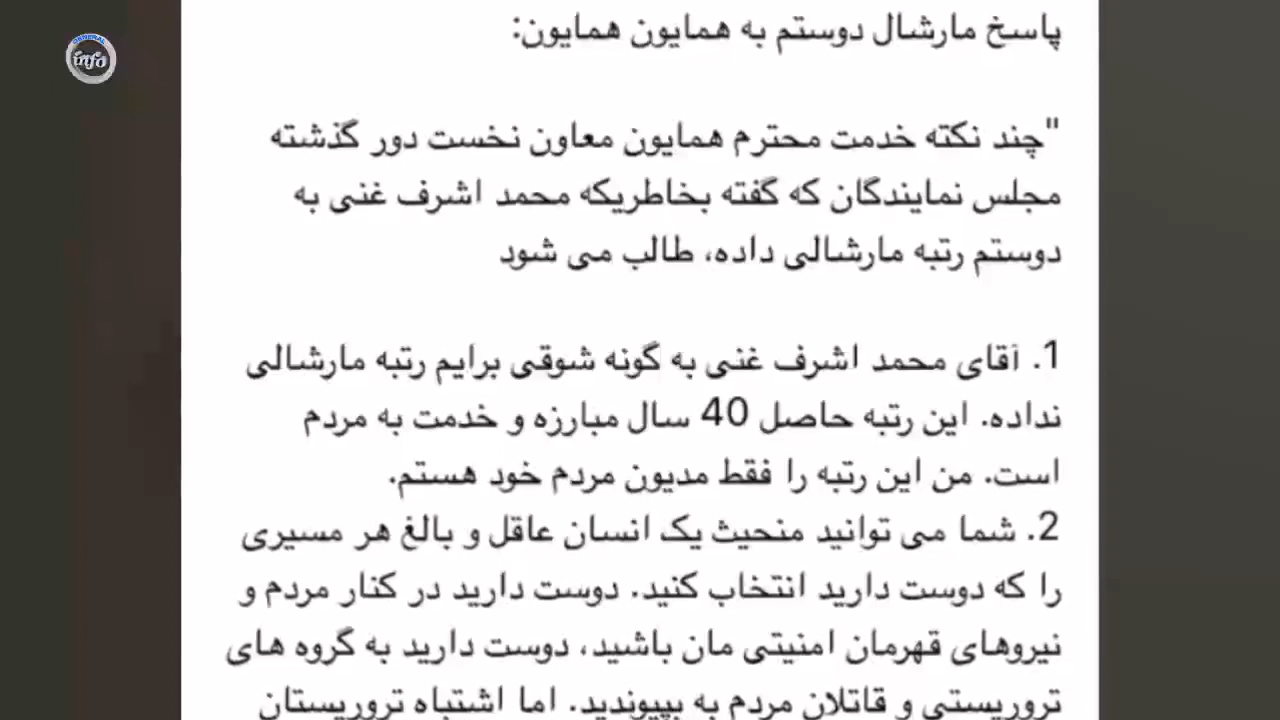 GENERAL
info
پاسخ مارشال دوستم به همایون همایون:
"چند نکته خدمت محترم همایون معاون نخست دور گذشته
مجلس نمایندگان که گفته بخاطریکه محمد اشرف غنی به
دوستم رتبه مارشالی داده، طالب می شود
1. آقای محمد اشرف غنی به گونه شوقی برایم رتبه مارشالی
نداده. این رتبه حاصل 40 سال مبارزه و خدمت به مردم
است. من این رتبه را فقط مدیون مردم خود هستم.
2. شما می توانید منحیث یک انسان عاقل و بالغ هر مسیری
را که دوست دارید انتخاب کنید. دوست دارید در کنار مردم و
نیروهای قهرمان امنیتی مان باشید، دوست دارید به گروه های
تروریستی و قاتلان مردم به بپیوندید. اما اشتباه تروریستان